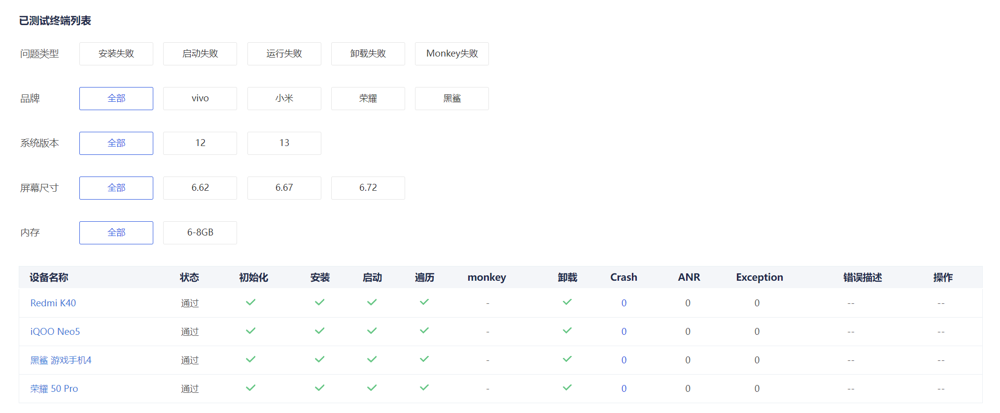 已测试终端列表
问题类型 安装失败 启动失败 运行失败 卸载失败 Monkey失败
品牌 全部 vivo 小米 荣耀 黑鲨
系统版本 全部 12 13
屏幕尺寸 全部 6.62 6.67 6.72
内存 全部 6-8GB
设备名称 状态 初始化 安装 启动 遍历 monkey 卸载 Crash ANR Exception 错误描述 操作
Redmi K40 通过 - 0 0 0 -- --
iQOO Neo5 通过 - 0 0 0 -- --
黑鲨 游戏手机4 通过 - 0 0 0 -- --
荣耀 50 Pro 通过 - 0 0 0 -- --